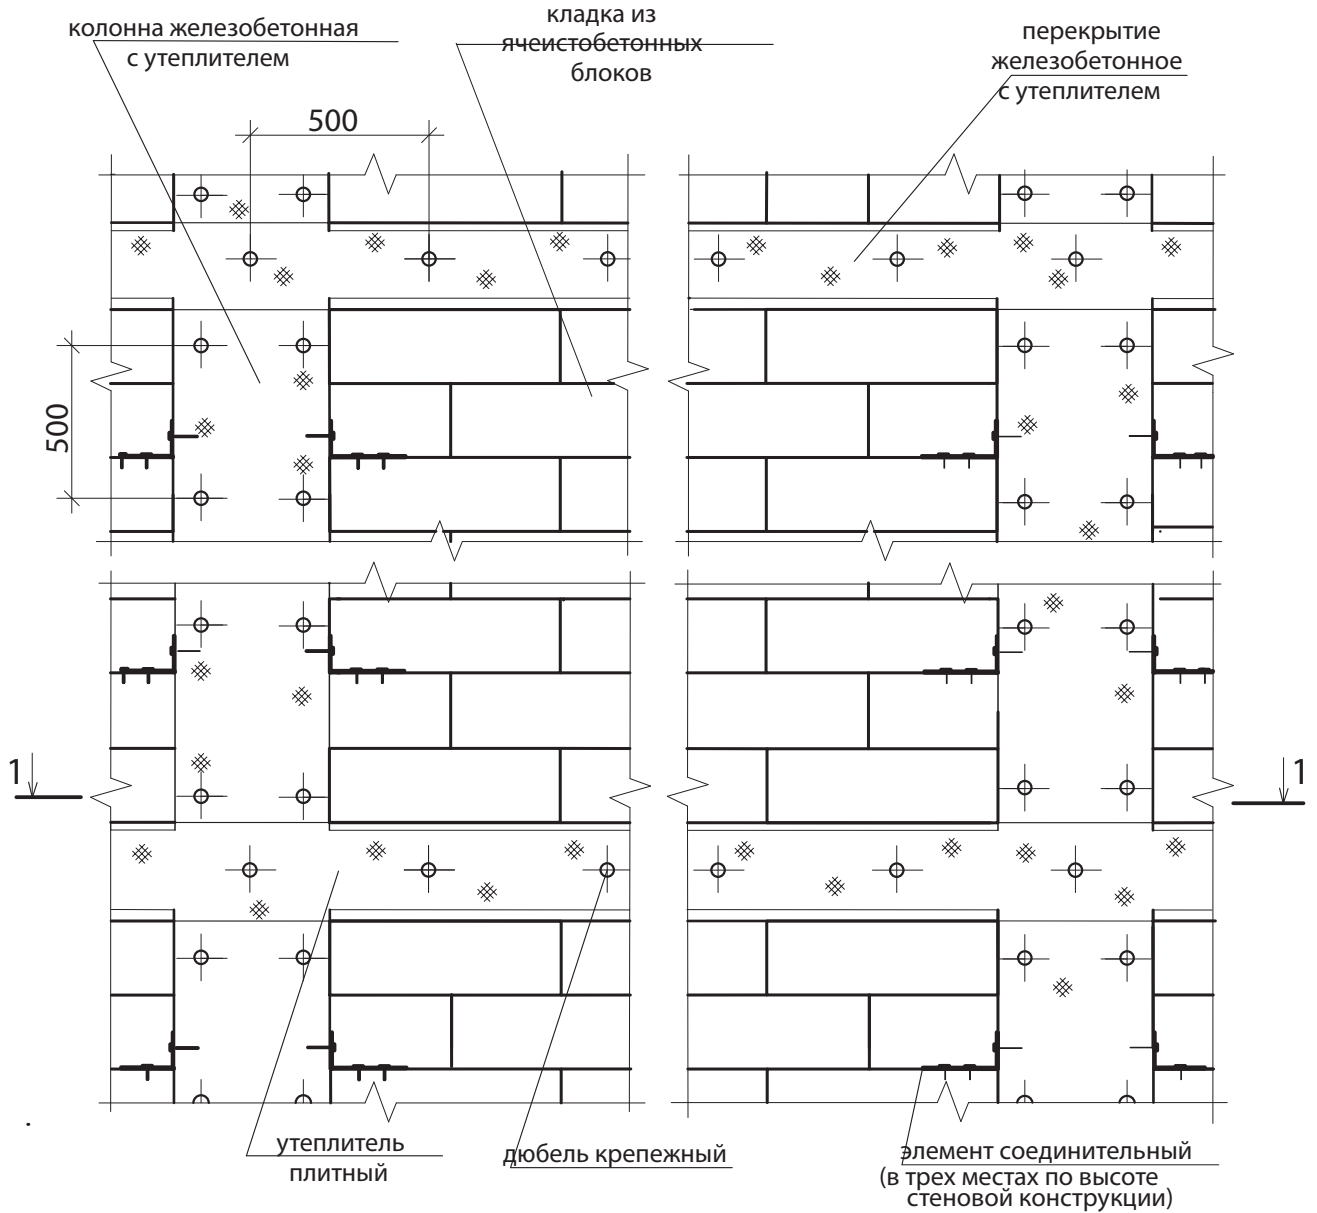 колонна железобетонная
с утеплителем
кладка из
ячеистобетонных
блоков
перекрытие
железобетонное
с утеплителем
500
500
1
1
утеплитель
плитный
дюбель крепежный
элемент соединительный
(в трех местах по высоте
стеновой конструкции)